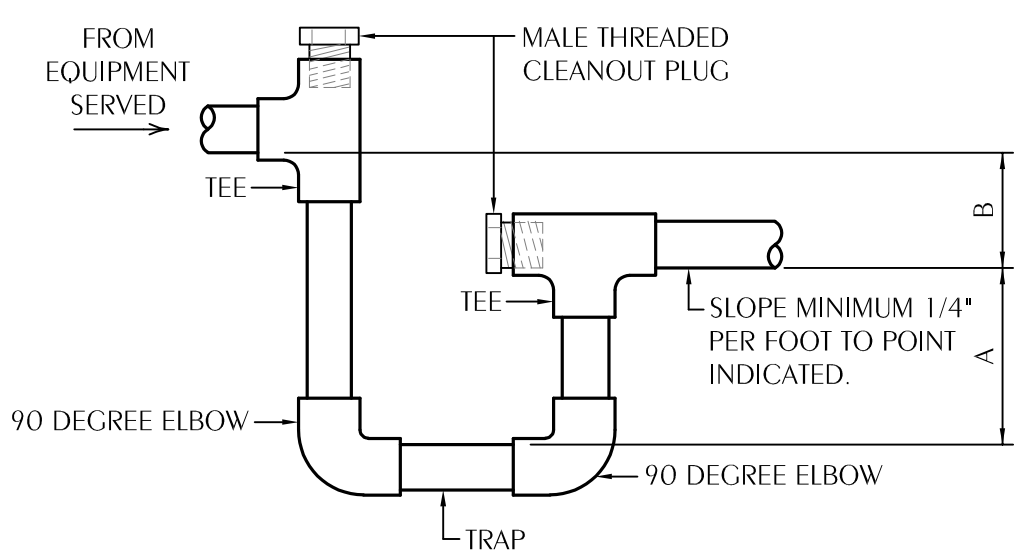 FROM
EQUIPMENT
SERVED
MALE THREADED
CLEANOUT PLUG
TEE
B
TEE
SLOPE MINIMUM 1/4"
PER FOOT TO POINT
INDICATED.
A
90 DEGREE ELBOW
90 DEGREE ELBOW
TRAP